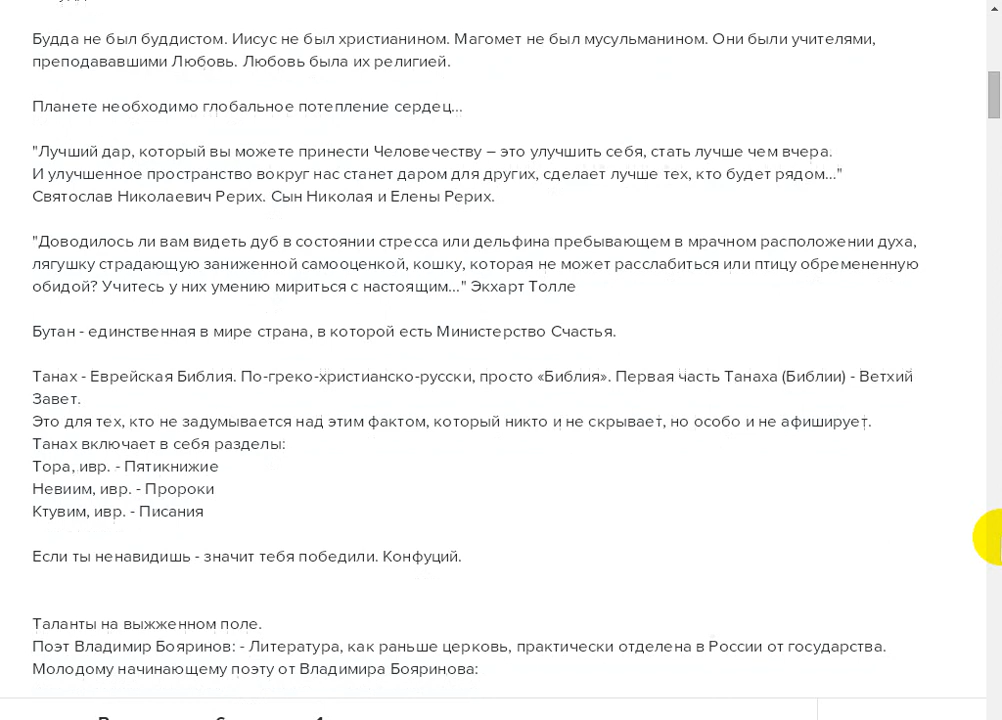 Будда не был буддистом. Иисус не был христианином. Магомет не был мусульманином. Они были учителями,
преподававшими Любовь. Любовь была их религией.
Планете необходимо глобальное потепление сердец...
"Лучший дар, который вы можете принести Человечеству – это улучшить себя, стать лучше чем вчера.
И улучшенное пространство вокруг нас станет даром для других, сделает лучше тех, кто будет рядом..."
Святослав Николаевич Рерих. Сын Николая и Елены Рерих.
"Доводилось ли вам видеть дуб в состоянии стресса или дельфина пребывающем в мрачном расположении духа,
лягушку страдающую заниженной самооценкой, кошку, которая не может расслабиться или птицу обремененную
обидой? Учитесь у них умению мириться с настоящим..." Экхарт Толле
Бутан - единственная в мире страна, в которой есть Министерство Счастья.
Танах - Еврейская Библия. По-греко-христианско-русски, просто «Библия». Первая часть Танаха (Библии) - Ветхий
Завет.
Это для тех, кто не задумывается над этим фактом, который никто и не скрывает, но особо и не афиширует.
Танах включает в себя разделы:
Тора, ивр. - Пятикнижие
Невиим, ивр. - Пророки
Ктувим, ивр. - Писания
Если ты ненавидишь - значит тебя победили. Конфуций.
Таланты на выжженном поле.
Поэт Владимир Бояринов: - Литература, как раньше церковь, практически отделена в России от государства.
Молодому начинающему поэту от Владимира Бояринова: